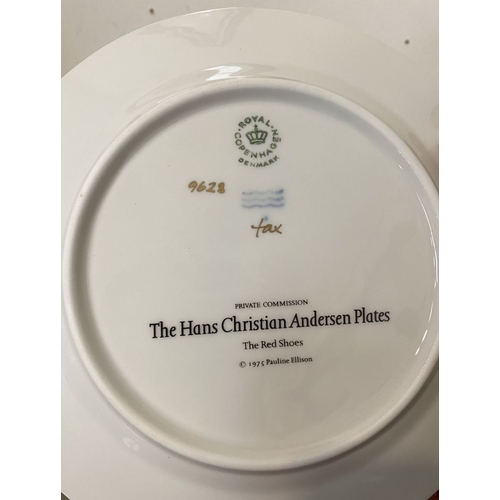 ROYAL
COPENHAGEN
DENMARK
9628
fax
PRIVATE COMMISSION
The Hans Christian Andersen Plates
The Red Shoes
© 1975 Pauline Ellison